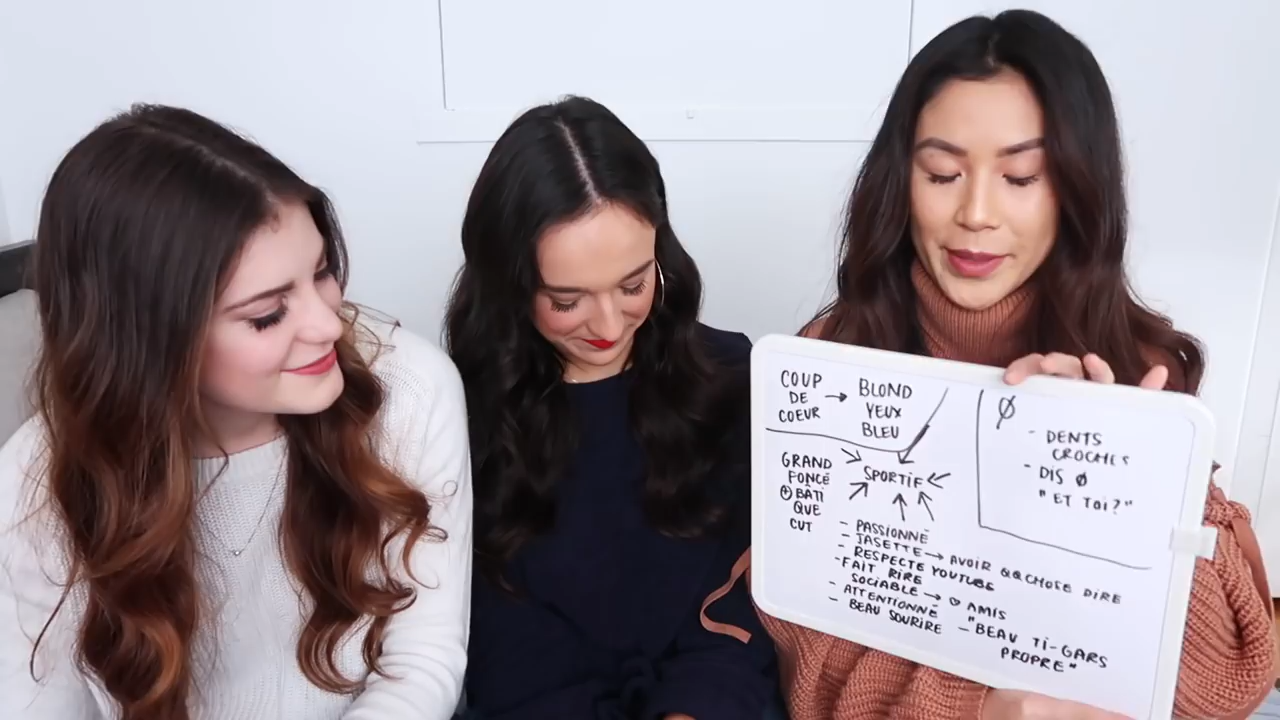 COUP
DE
COEUR → BLOND
YEUX
BLEU
Ø
- DENTS
CROCHES
- DIS Ø
"ET TOI?"
GRAND
FONCÉ
⊕ BÂTI
QUE
CUT
SPORTIF
- PASSIONNÉ
- JASETTE → AVOIR QQCHOSE DIRE
- RESPECTE YOUTUBE
- FAIT RIRE
SOCIABLE → ♡ AMIS
- ATTENTIONNÉ
- BEAU SOURIRE
- "BEAU TI-GARS
PROPRE"